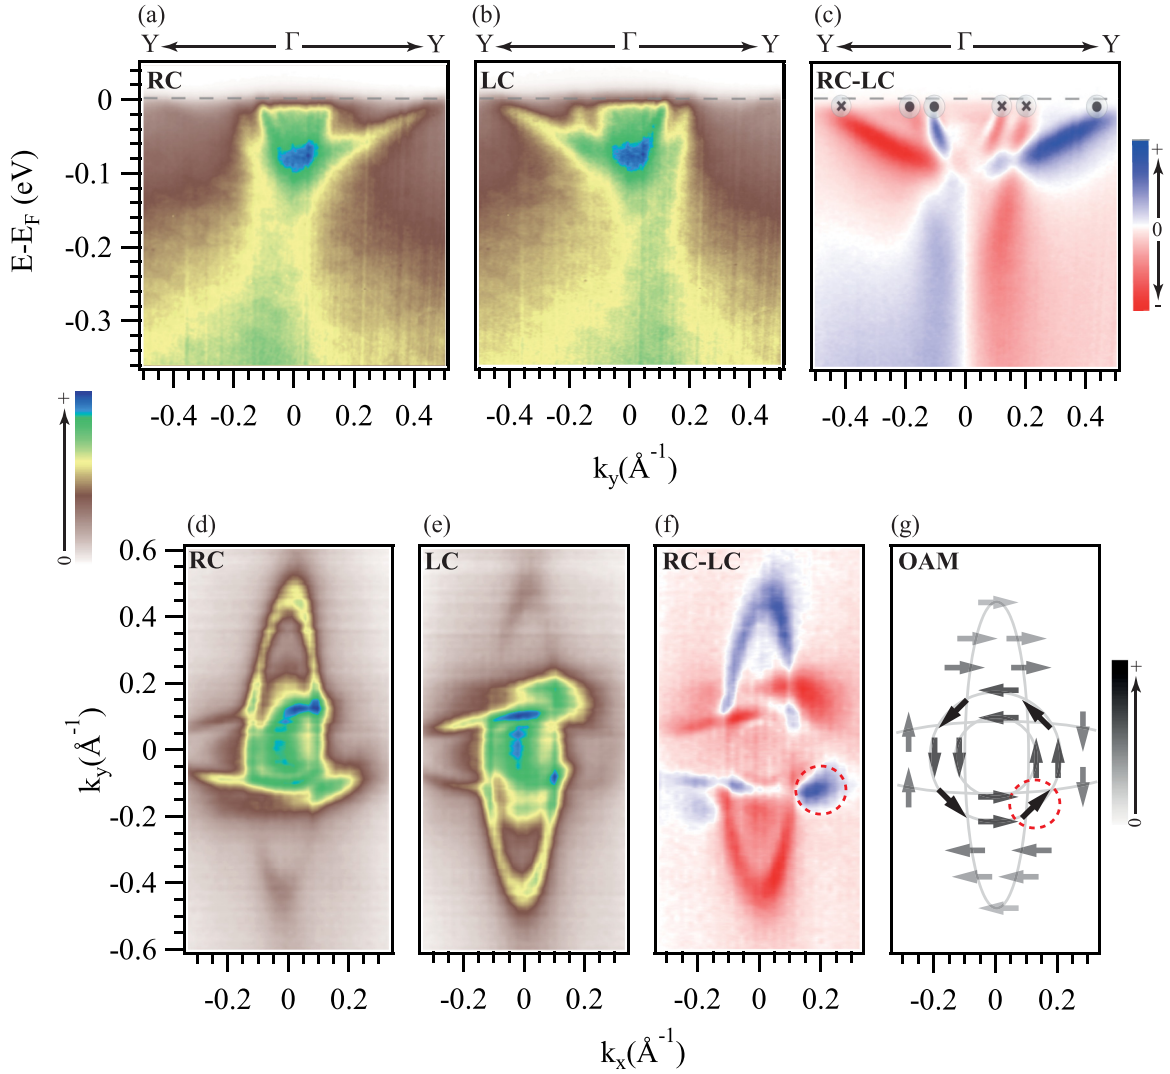 (a) (b) (c)
Y Γ Y Y Γ Y Y Γ Y
RC LC RC-LC
0
-0.1
-0.2
-0.3
E-E_F (eV)
+
0
-
-0.4 -0.2 0 0.2 0.4 -0.4 -0.2 0 0.2 0.4 -0.4 -0.2 0 0.2 0.4
k_y(Å^-1)
+
0
(d) (e) (f) (g)
RC LC RC-LC OAM
0.6
0.4
0.2
0
-0.2
-0.4
-0.6
k_y(Å^-1)
+
0
-0.2 0 0.2 -0.2 0 0.2 -0.2 0 0.2 -0.2 0 0.2
k_x(Å^-1)